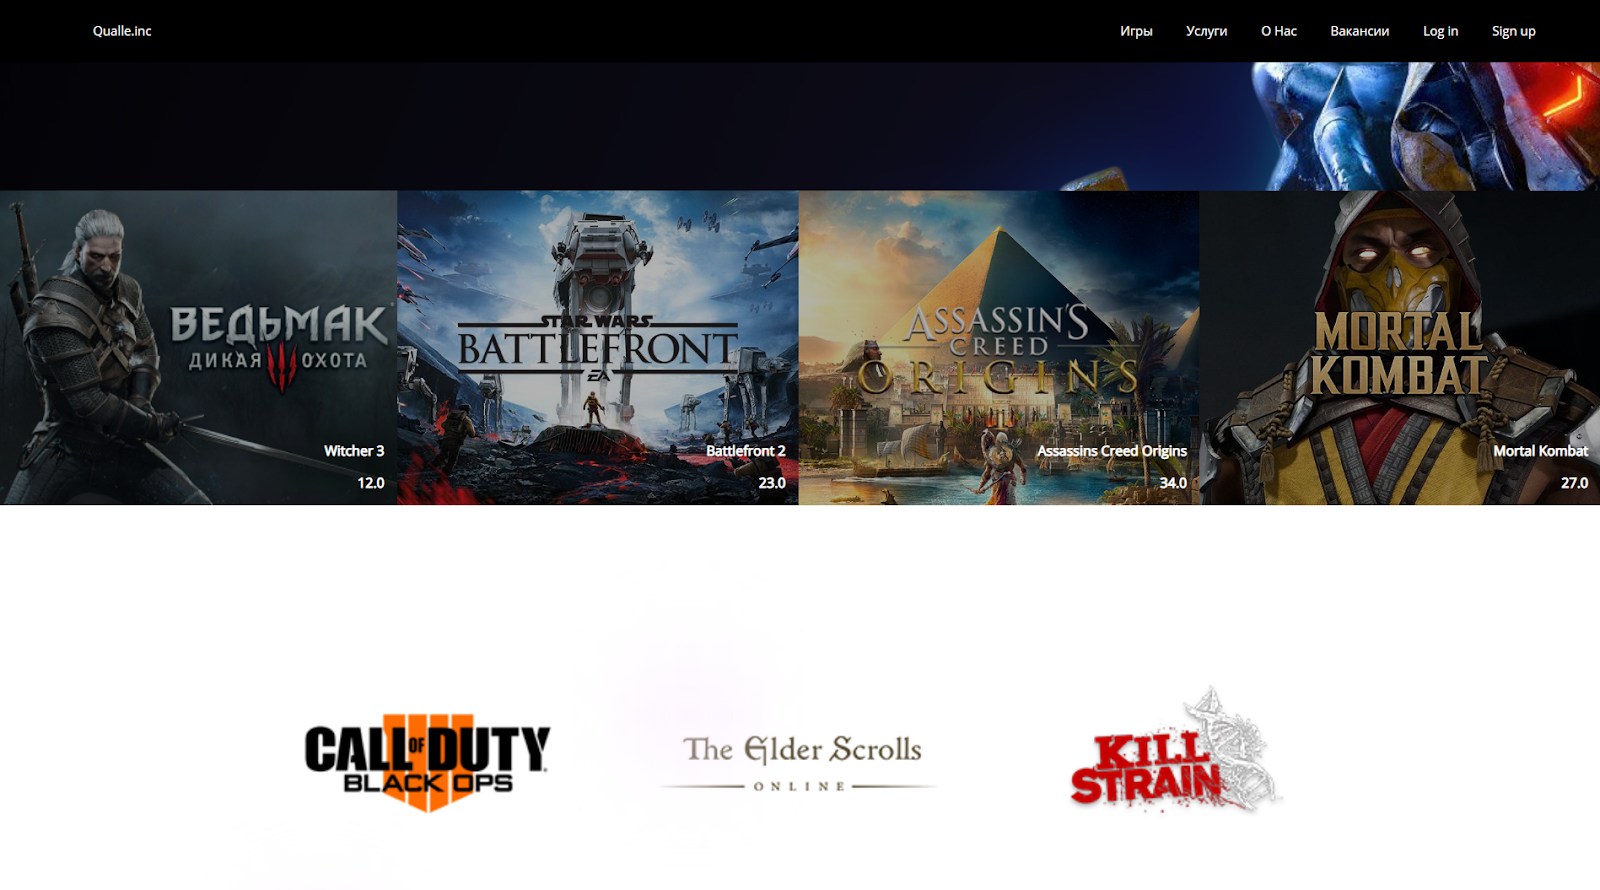 Qualle.inc
Игры Услуги О Нас Вакансии Log in Sign up
ВЕДЬМАК
ДИКАЯ III ОХОТА
Witcher 3
12.0
STAR WARS
BATTLEFRONT
EA
Battlefront 2
23.0
ASSASSIN'S
CREED
ORIGINS
Assassins Creed Origins
34.0
MORTAL
KOMBAT
Mortal Kombat
27.0
CALL OF DUTY
BLACK OPS
The Elder Scrolls
ONLINE
KILL
STRAIN